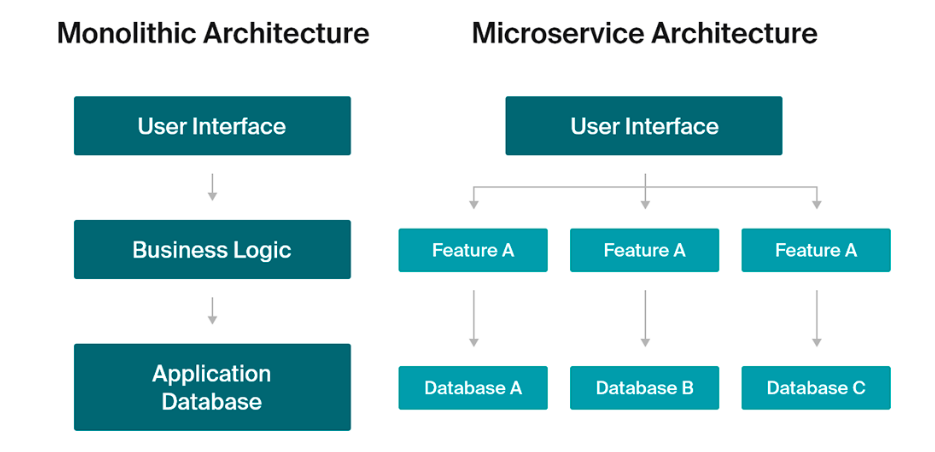 Monolithic Architecture
User Interface
Business Logic
Application
Database
Microservice Architecture
User Interface
Feature A
Feature A
Feature A
Database A
Database B
Database C